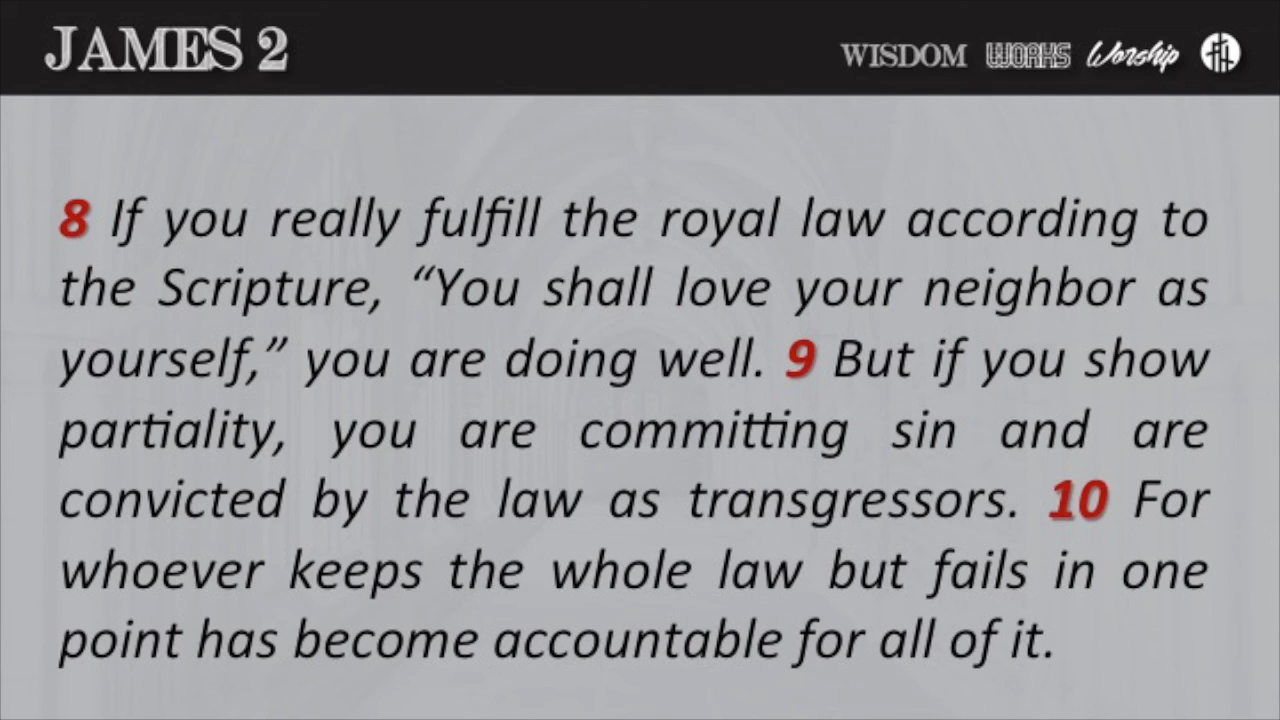 JAMES 2
WISDOM WORKS Worship
8 If you really fulfill the royal law according to
the Scripture, “You shall love your neighbor as
yourself,” you are doing well. 9 But if you show
partiality, you are committing sin and are
convicted by the law as transgressors. 10 For
whoever keeps the whole law but fails in one
point has become accountable for all of it.